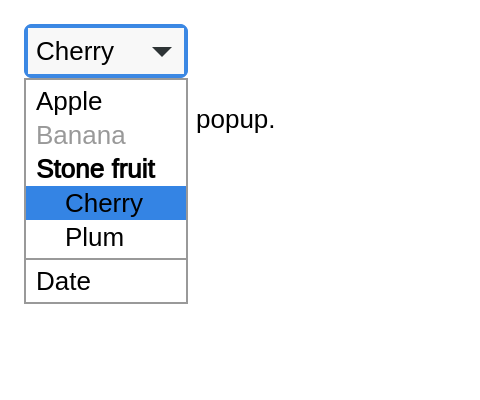 Cherry
Apple
popup.
Banana
Stone fruit
Cherry
Plum
Date